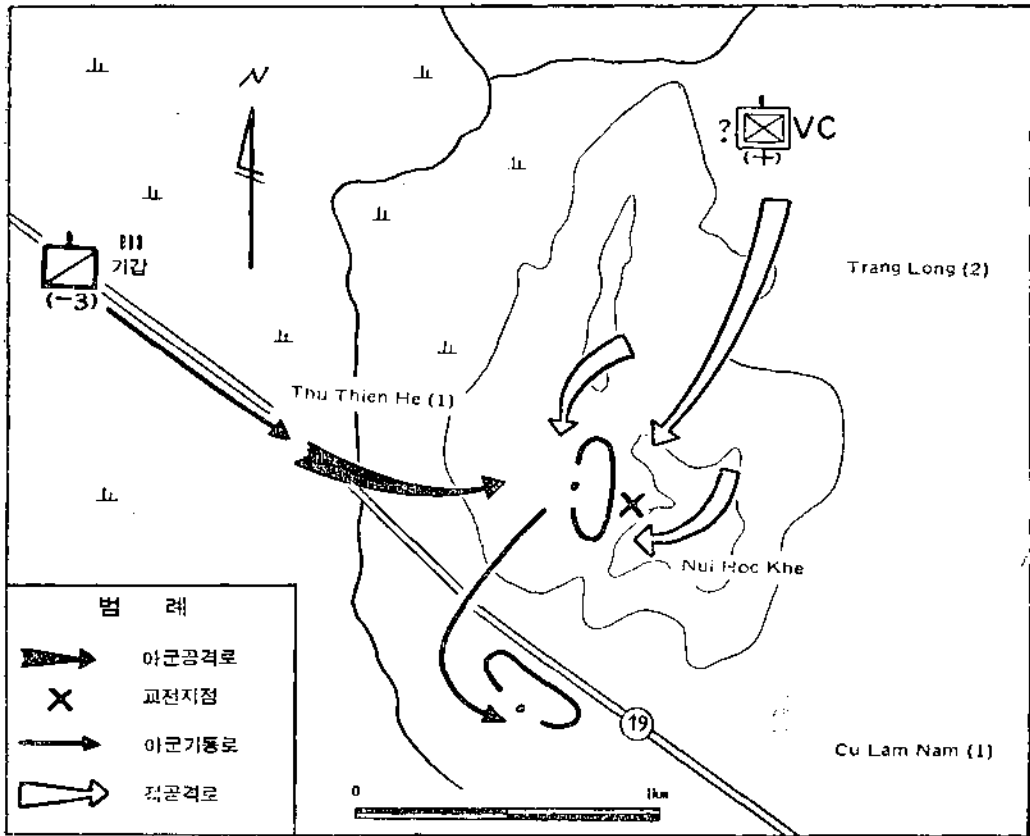 N
? VC
(+)
기갑
(-3)
Trang Long (2)
Thu Thien He (1)
Nui Hoc Khe
범 례
아군공격로
교전지점
아군기동로
적공격로
19
Cu Lam Nam (1)
0 1km